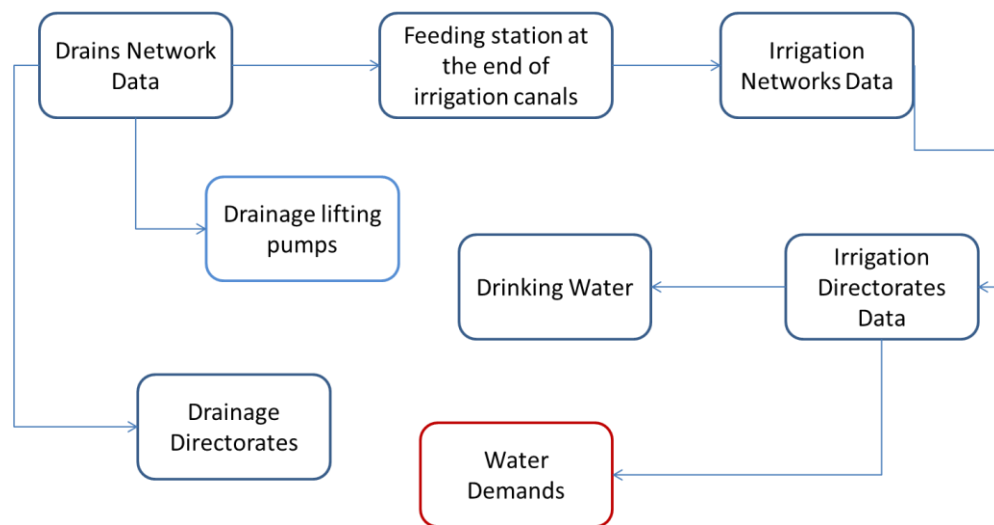 Drains Network
Data
Feeding station at
the end of
irrigation canals
Irrigation
Networks Data
Drainage lifting
pumps
Drinking Water
Irrigation
Directorates
Data
Drainage
Directorates
Water
Demands